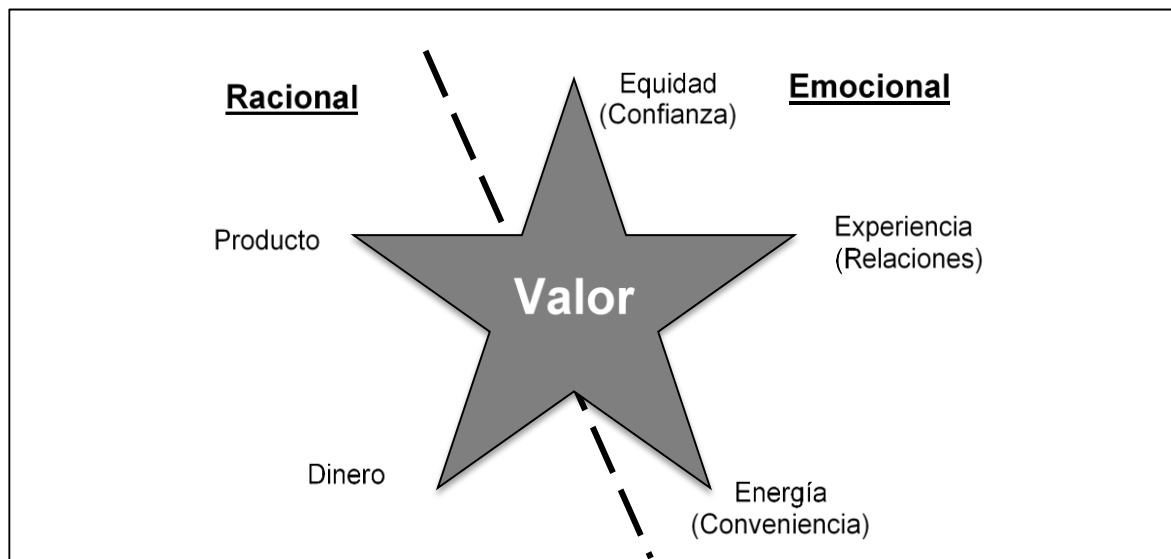 Racional
Equidad
(Confianza)
Emocional
Producto
Experiencia
(Relaciones)
Valor
Dinero
Energía
(Conveniencia)